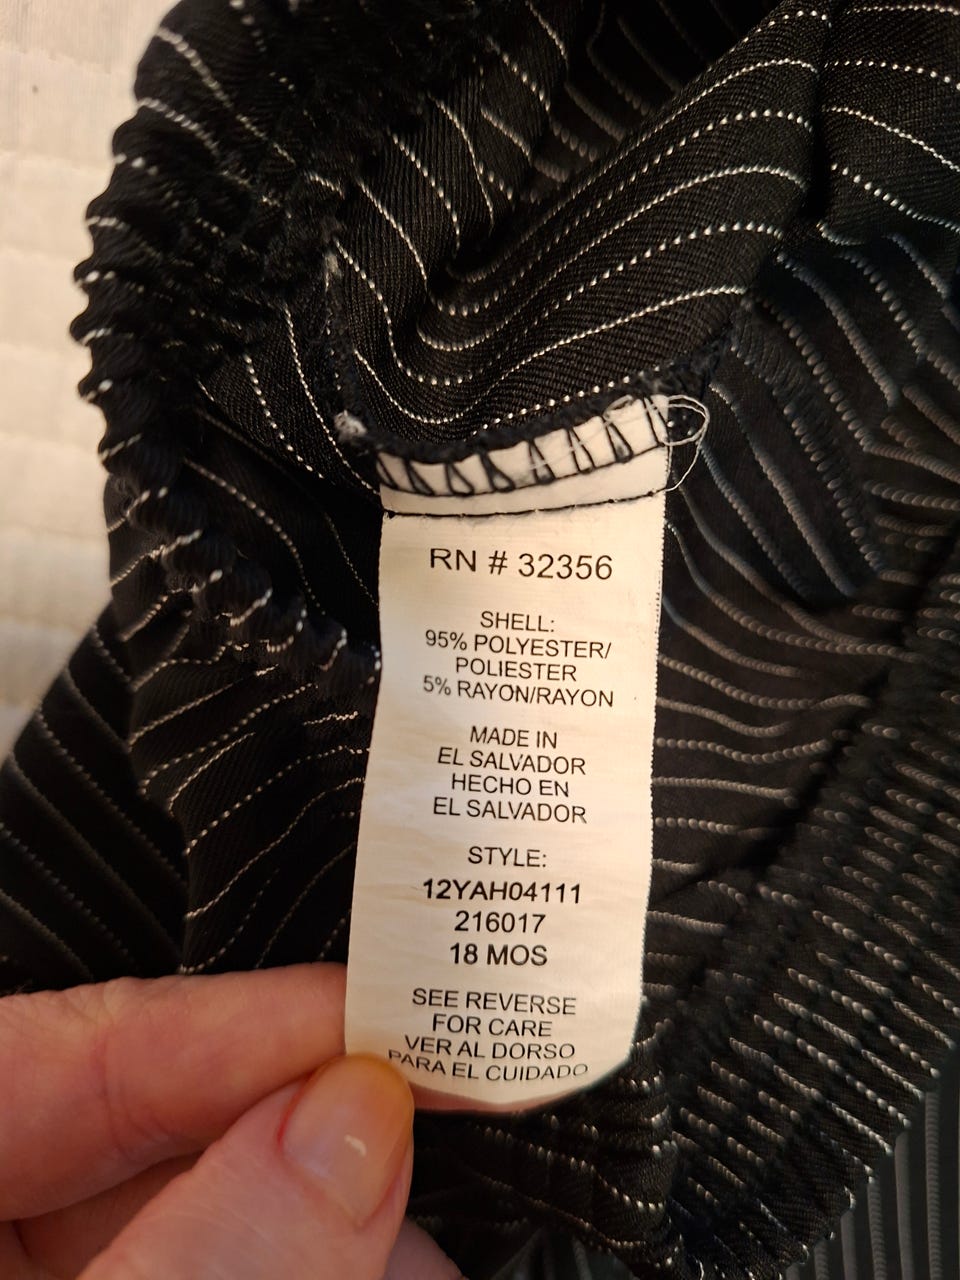 RN # 32356
SHELL:
95% POLYESTER/
POLIESTER
5% RAYON/RAYON
MADE IN
EL SALVADOR
HECHO EN
EL SALVADOR
STYLE:
12YAH04111
216017
18 MOS
SEE REVERSE
FOR CARE
VER AL DORSO
PARA EL CUIDADO